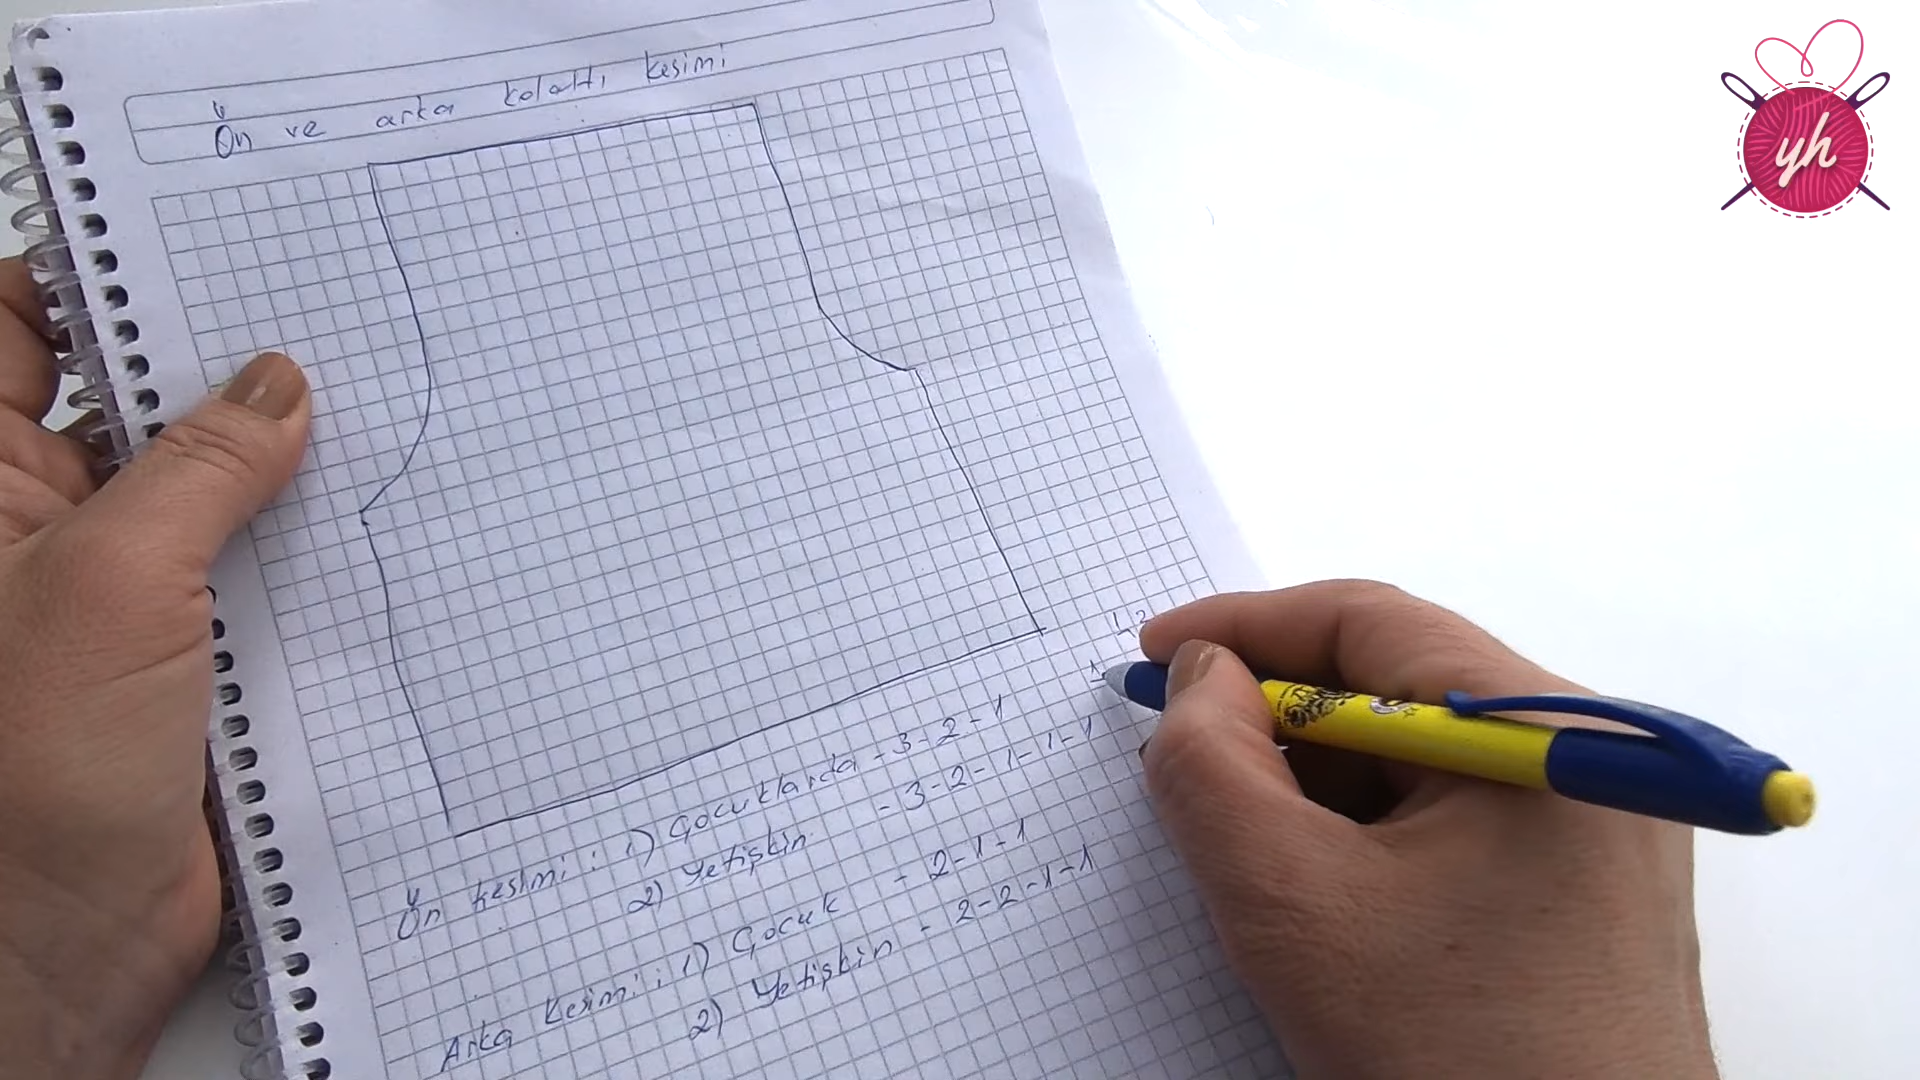 Ön ve arka kolaltı kesimi
yh
Ön kesimi : 1) Çocuklarda - 3-2-1
2) Yetişkin - 3-2-1-1-1
Arka kesimi : 1) Çocuk - 2-1-1
2) Yetişkin - 2-2-1-1